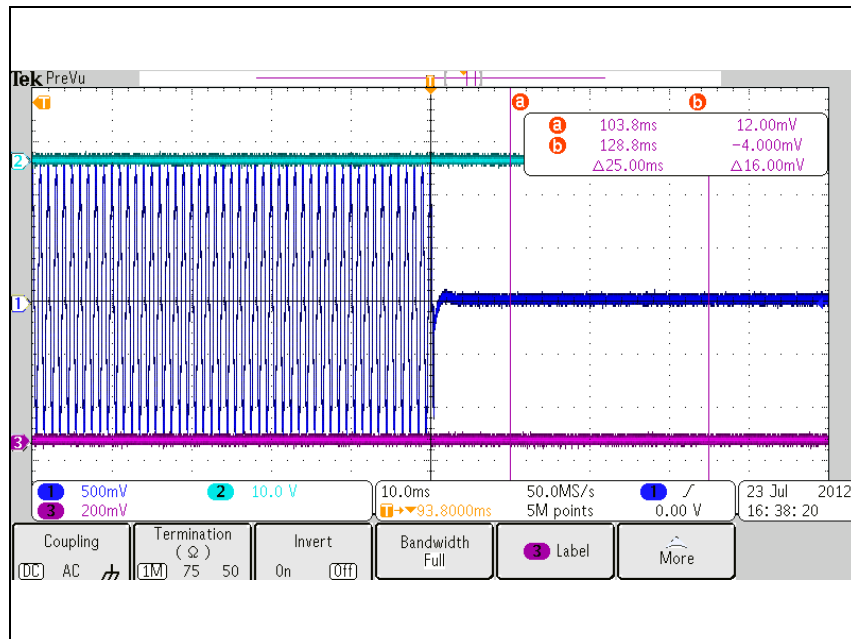 Tek PreVu
T
T a b
a 103.8ms 12.00mV
b 128.8ms -4.000mV
Δ25.00ms Δ16.00mV
2
1
3
1 500mV 2 10.0 V
3 200mV
10.0ms 50.0MS/s 1 0.00 V
T→▼93.8000ms 5M points
23 Jul 2012
16:38:20
Coupling
DC AC
Termination
(Ω)
1M 75 50
Invert
On Off
Bandwidth
Full
3 Label
More